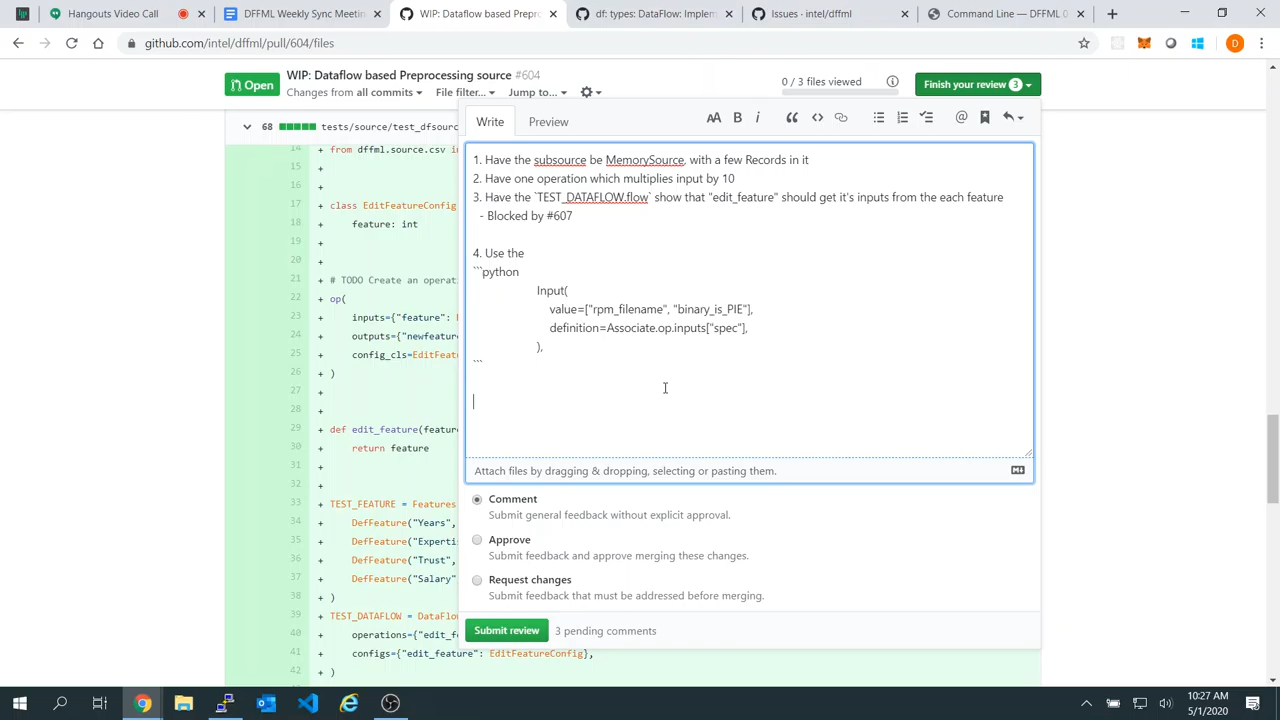 Hangouts Video Call
DFFML Weekly Sync Meetin
WIP: Dataflow based Preproc
df: types: DataFlow: Implem
Issues · intel/dffml
Command Line — DFFML
github.com/intel/dffml/pull/604/files
D
Open
WIP: Dataflow based Preprocessing source #604
Changes from all commits
File filter...
Jump to...
0 / 3 files viewed
Finish your review 3
68
tests/source/test_dfsourc
Write
Preview
14 + from dffml.source.csv im
15 +
16 +
17 + class EditFeatureConfig
18 + feature: int
19 +
20 +
21 + # TODO Create an operati
22 + op(
23 + inputs={"feature":
24 + outputs={"newfeature
25 + config_cls=EditFeatu
26 + )
27 +
28 +
29 + def edit_feature(feature
30 + return feature
31 +
32 +
33 + TEST_FEATURE = Features
34 + DefFeature("Years",
35 + DefFeature("Experti
36 + DefFeature("Trust",
37 + DefFeature("Salary"
38 + )
39 + TEST_DATAFLOW = DataFlow
40 + operations={"edit_fe
41 + configs={"edit_feature": EditFeatureConfig},
42 + )
1. Have the subsource be MemorySource, with a few Records in it
2. Have one operation which multiplies input by 10
3. Have the `TEST_DATAFLOW.flow` show that "edit_feature" should get it's inputs from the each feature
- Blocked by #607
4. Use the
```python
Input(
value=["rpm_filename", "binary_is_PIE"],
definition=Associate.op.inputs["spec"],
),
```
Attach files by dragging & dropping, selecting or pasting them.
Comment
Submit general feedback without explicit approval.
Approve
Submit feedback and approve merging these changes.
Request changes
Submit feedback that must be addressed before merging.
Submit review
3 pending comments
10:27 AM
5/1/2020